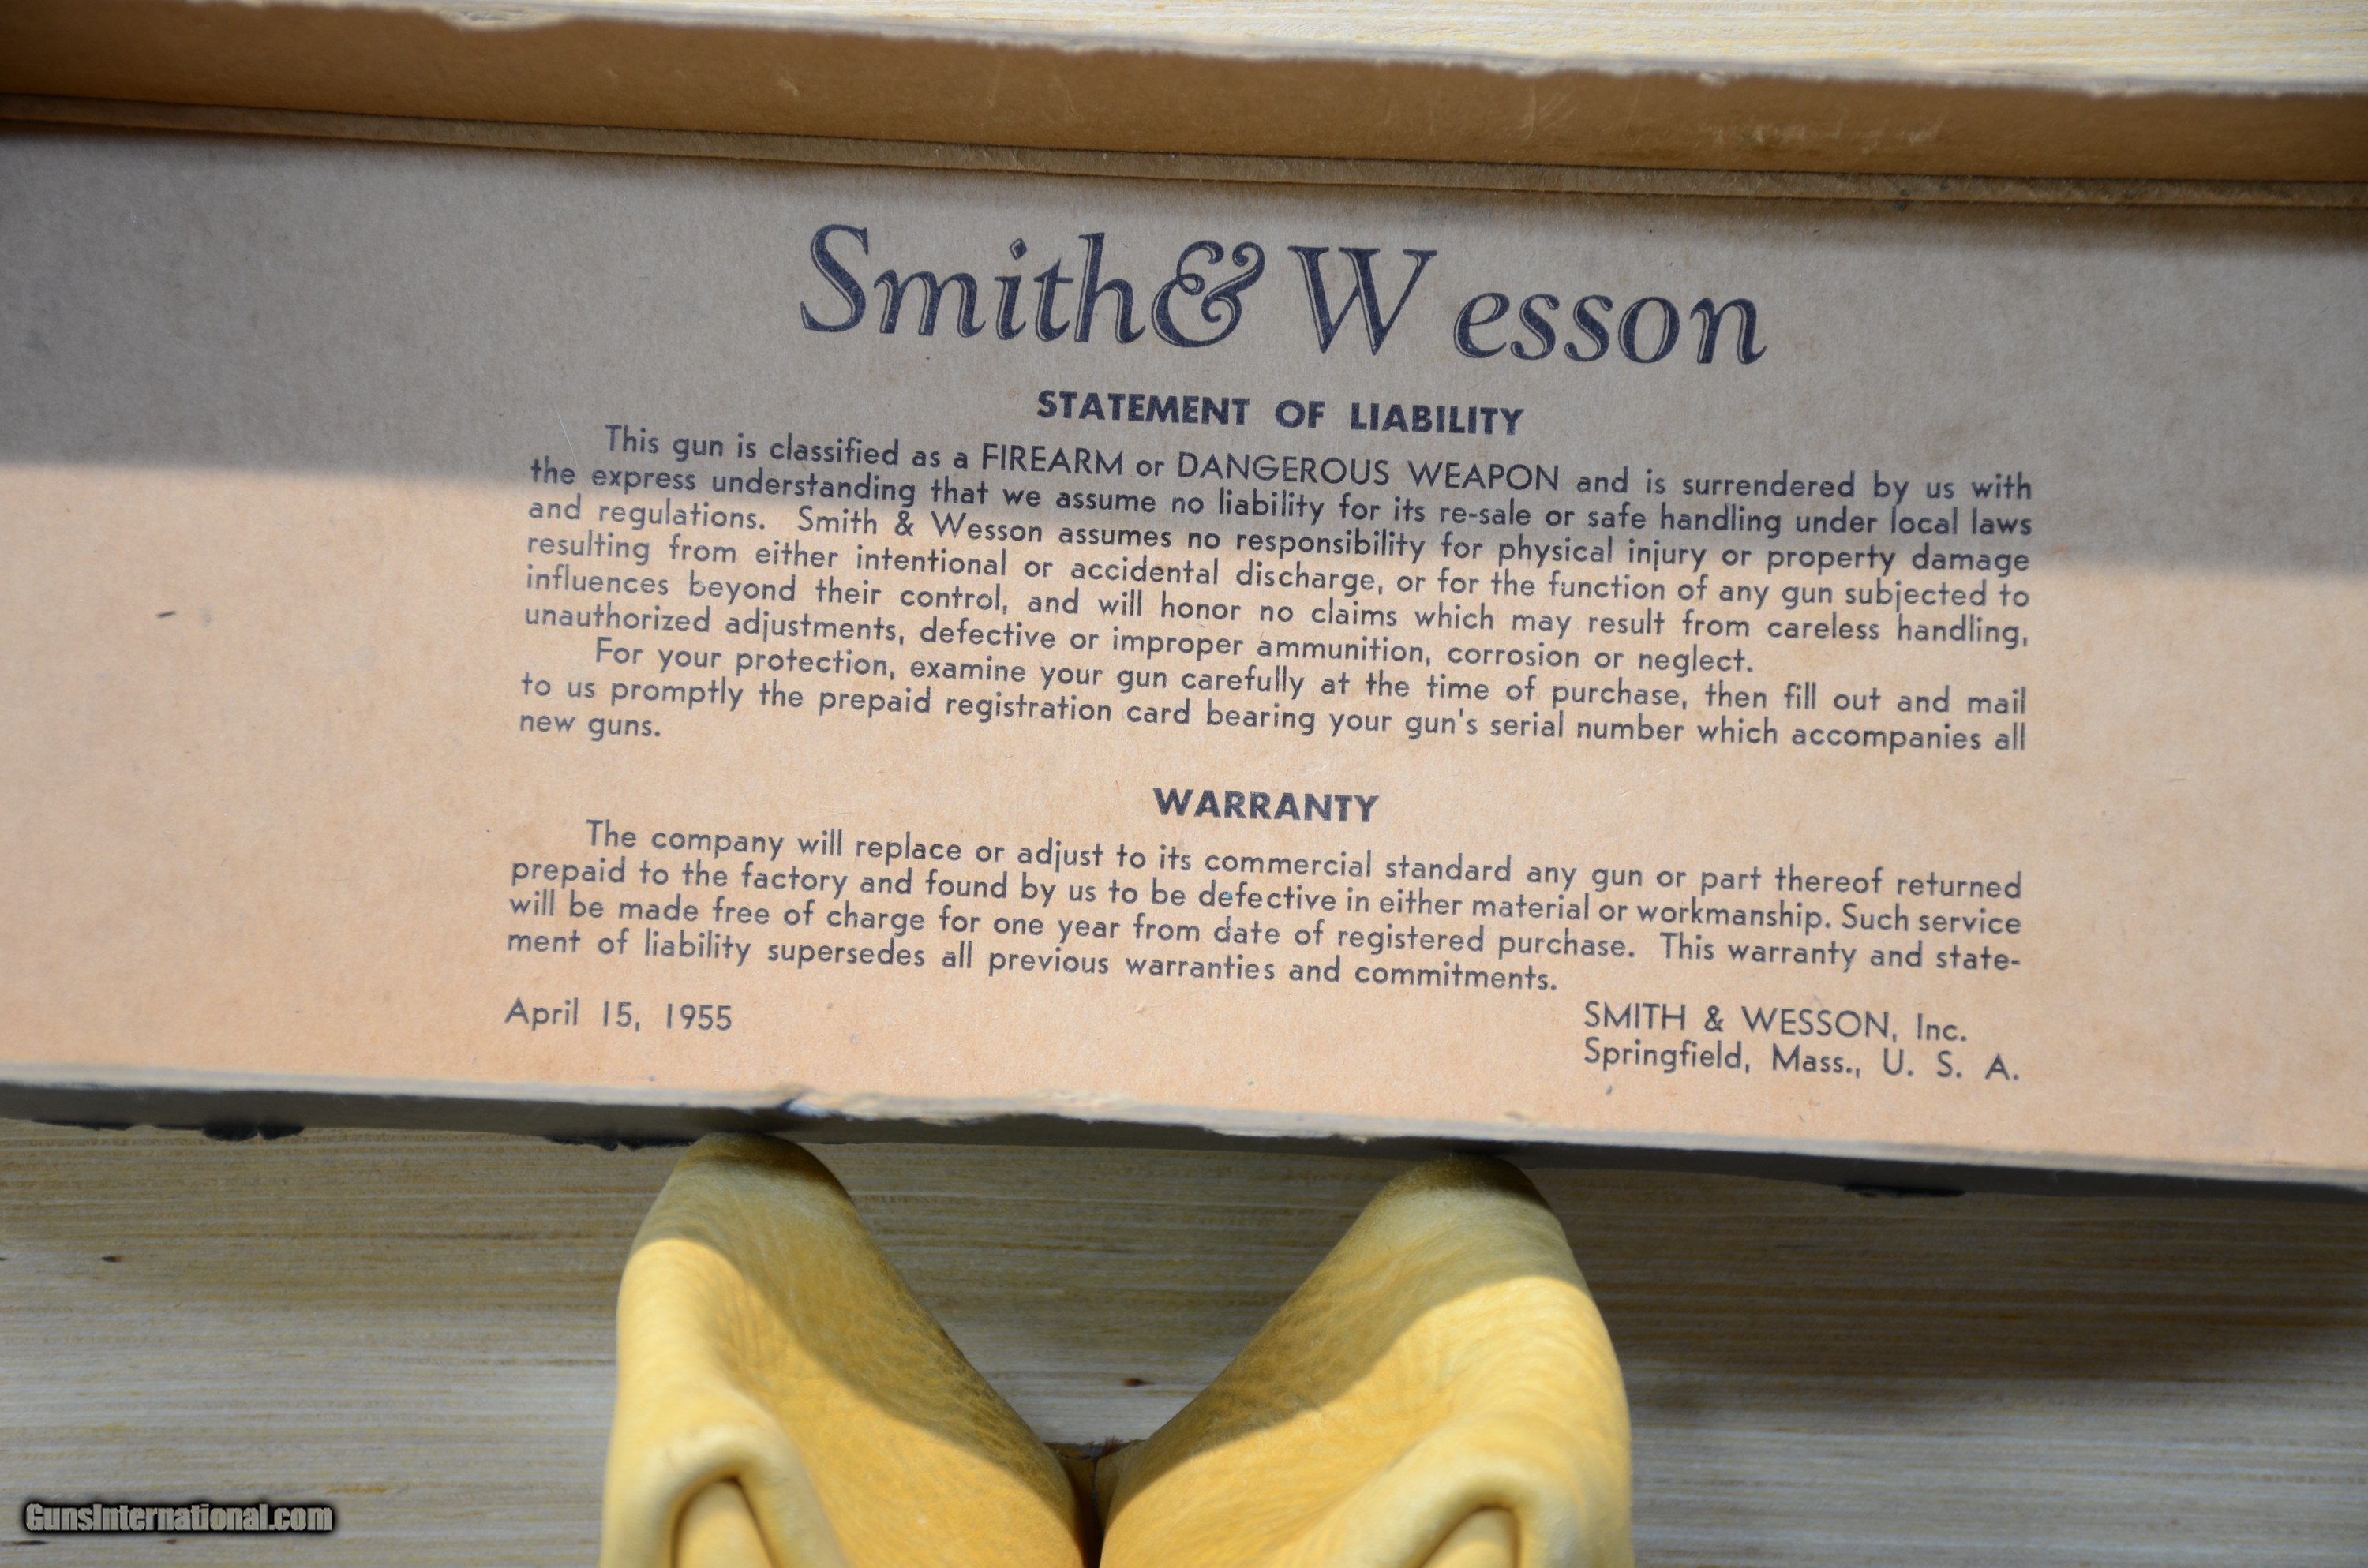 Smith & Wesson
STATEMENT OF LIABILITY
This gun is classified as a FIREARM or DANGEROUS WEAPON and is surrendered by us with
the express understanding that we assume no liability for its re-sale or safe handling under local laws
and regulations. Smith & Wesson assumes no responsibility for physical injury or property damage
resulting from either intentional or accidental discharge, or for the function of any gun subjected to
influences beyond their control, and will honor no claims which may result from careless handling,
unauthorized adjustments, defective or improper ammunition, corrosion or neglect.
For your protection, examine your gun carefully at the time of purchase, then fill out and mail
to us promptly the prepaid registration card bearing your gun's serial number which accompanies all
new guns.
WARRANTY
The company will replace or adjust to its commercial standard any gun or part thereof returned
prepaid to the factory and found by us to be defective in either material or workmanship. Such service
will be made free of charge for one year from date of registered purchase. This warranty and state-
ment of liability supersedes all previous warranties and commitments.
April 15, 1955
SMITH & WESSON, Inc.
Springfield, Mass., U. S. A.
GunsInternational.com